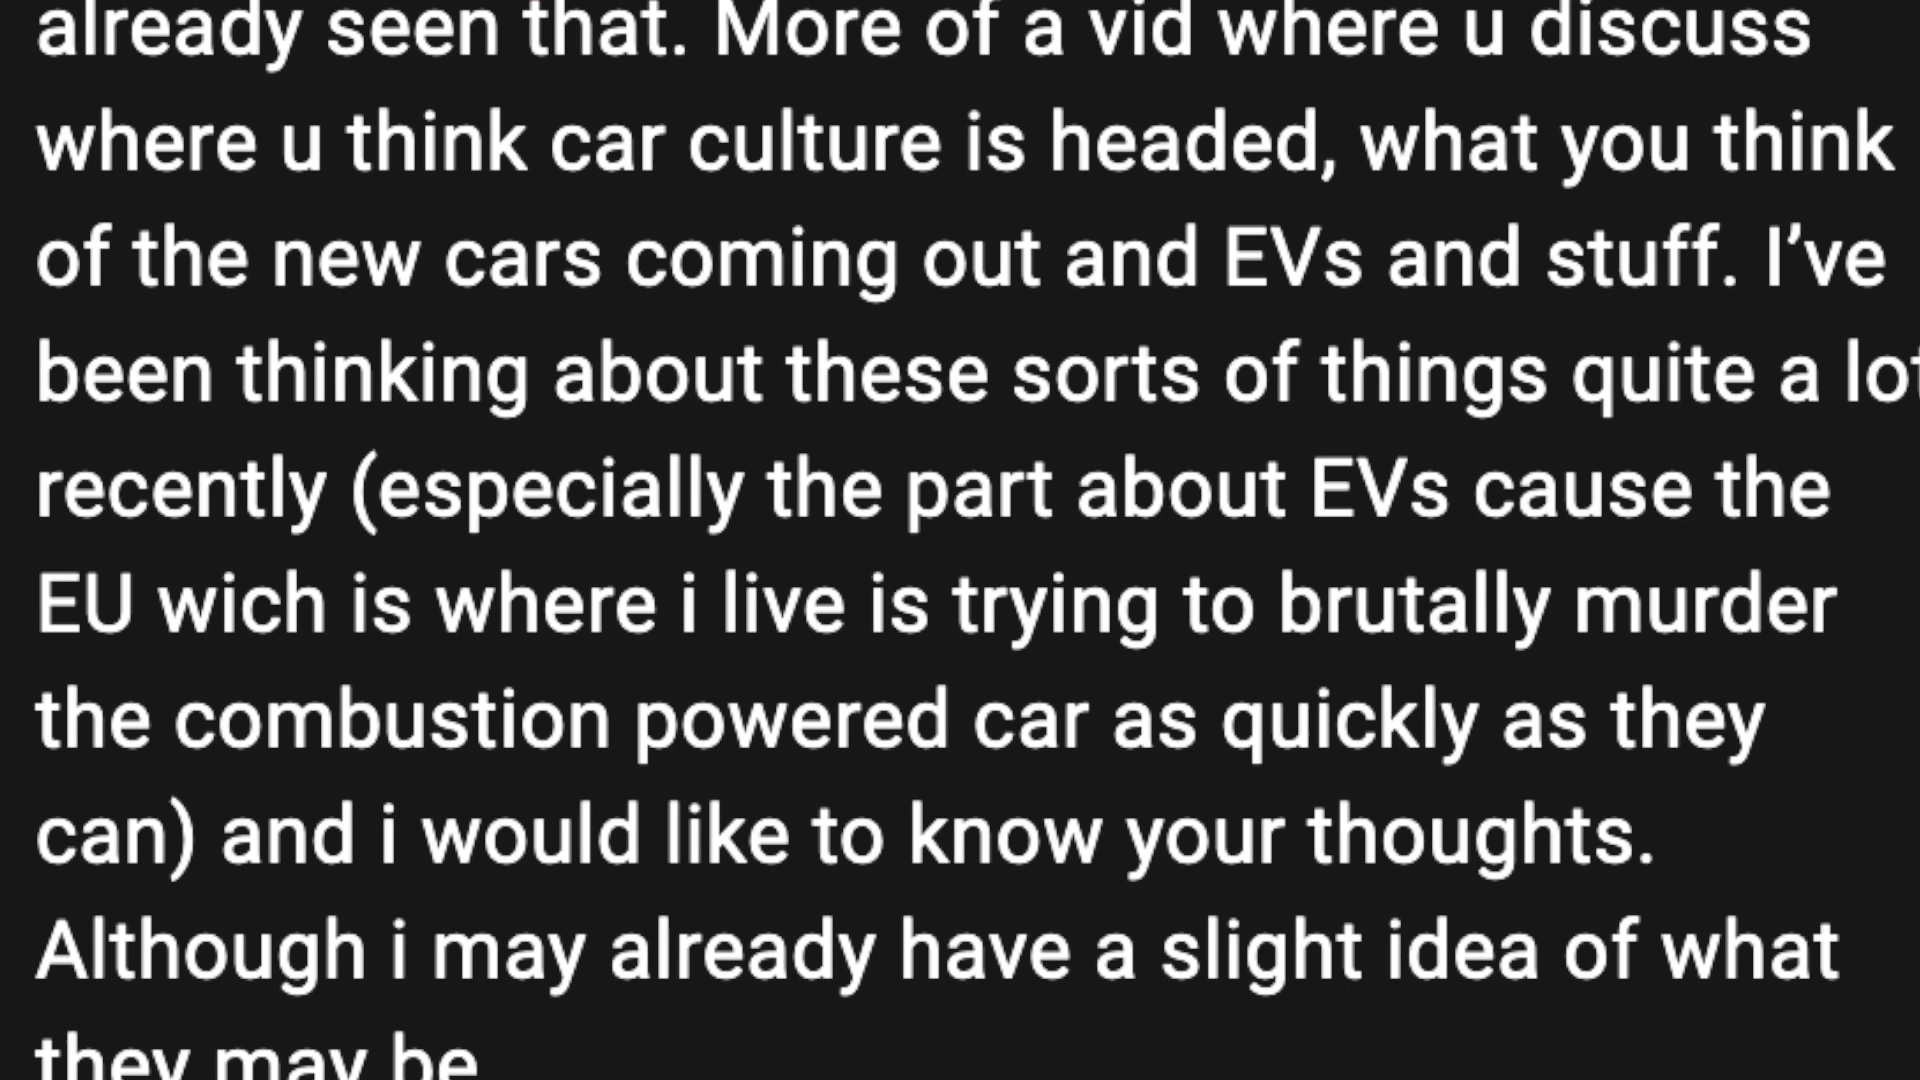 already seen that. More of a vid where u discuss
where u think car culture is headed, what you think
of the new cars coming out and EVs and stuff. I’ve
been thinking about these sorts of things quite a lot
recently (especially the part about EVs cause the
EU wich is where i live is trying to brutally murder
the combustion powered car as quickly as they
can) and i would like to know your thoughts.
Although i may already have a slight idea of what
they may be